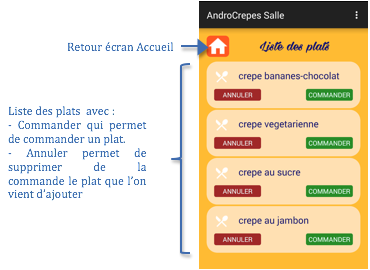 AndroCrepes Salle
Retour écran Accueil
Liste des plats
crepe bananes-chocolat
ANNULER
COMMANDER
Liste des plats avec :
- Commander qui permet
de commander un plat.
- Annuler permet de
supprimer de la
commande le plat que l'on
vient d'ajouter
crepe vegetarienne
ANNULER
COMMANDER
crepe au sucre
ANNULER
COMMANDER
crepe au jambon
ANNULER
COMMANDER